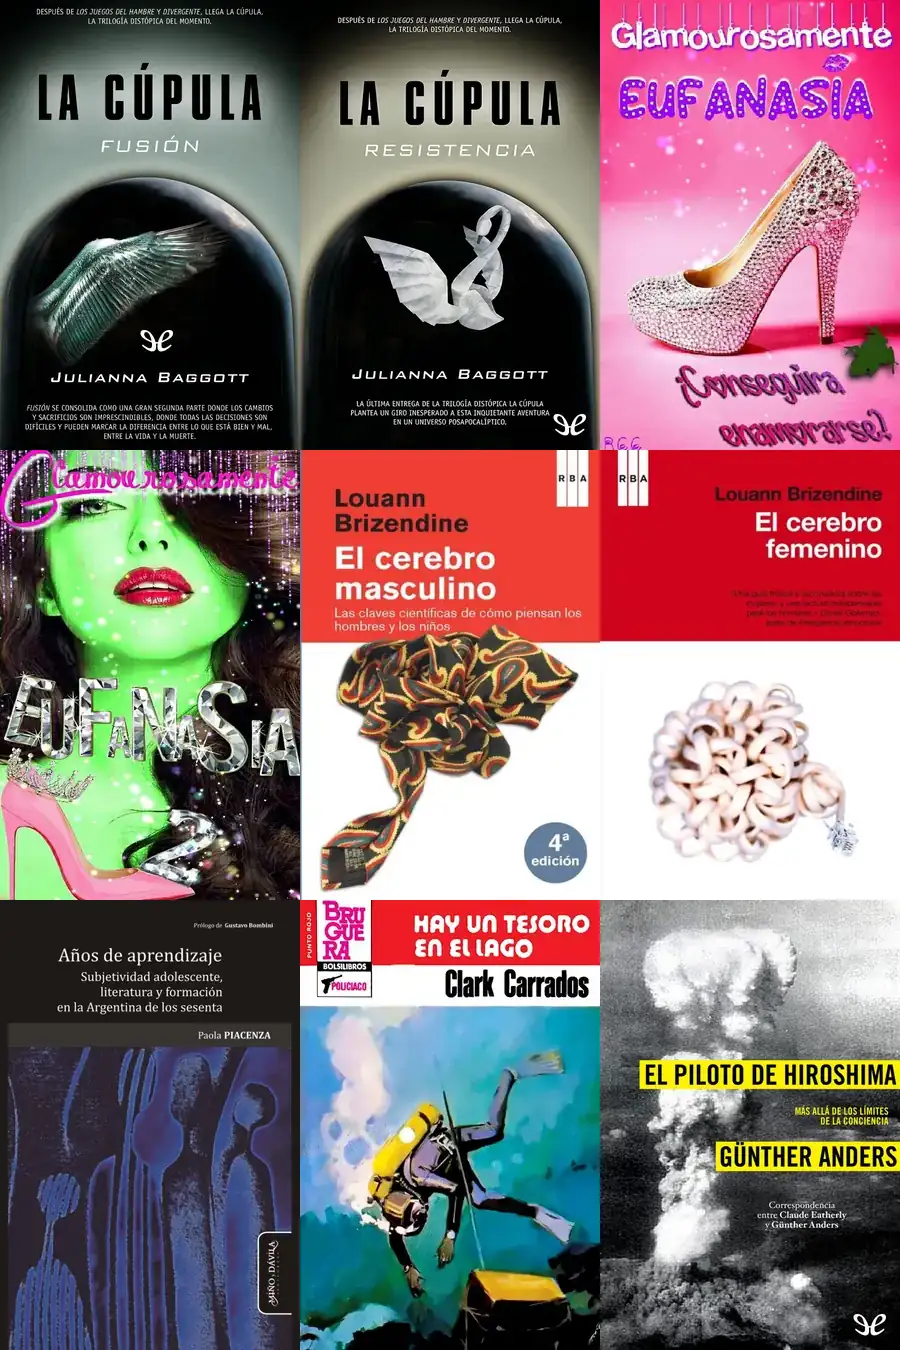 DESPUÉS DE LOS JUEGOS DEL HAMBRE Y DIVERGENTE, LLEGA LA CÚPULA,
LA TRILOGÍA DISTÓPICA DEL MOMENTO.
LA CÚPULA
FUSIÓN
JULIANNA BAGGOTT
FUSIÓN SE CONSOLIDA COMO UNA GRAN SEGUNDA PARTE DONDE LOS CAMBIOS
Y SACRIFICIOS SON IMPRESCINDIBLES, DONDE TODAS LAS DECISIONES SON
DIFÍCILES Y PUEDEN MARCAR LA DIFERENCIA ENTRE LO QUE ESTÁ BIEN Y MAL,
ENTRE LA VIDA Y LA MUERTE.
DESPUÉS DE LOS JUEGOS DEL HAMBRE Y DIVERGENTE, LLEGA LA CÚPULA,
LA TRILOGÍA DISTÓPICA DEL MOMENTO.
LA CÚPULA
RESISTENCIA
JULIANNA BAGGOTT
LA ÚLTIMA ENTREGA DE LA TRILOGÍA DISTÓPICA LA CÚPULA
PLANTEA UN GIRO INESPERADO A ESTA INQUIETANTE AVENTURA
EN UN UNIVERSO POSAPOCALÍPTICO.
Glamourosamente
EUFANASÍA
¡Conseguira
enamorarse!
Glamourosamente
EUFANASIA
2
RBA
Louann
Brizendine
El cerebro
masculino
Las claves científicas de cómo piensan los
hombres y los niños
4ª
edición
RBA
Louann Brizendine
El cerebro
femenino
Prólogo de Gustavo Bombini
Años de aprendizaje
Subjetividad adolescente,
literatura y formación
en la Argentina de los sesenta
Paola PIACENZA
MIÑO Y DÁVILA
PUNTO ROJO
BRU
GUE
RA
BOLSILIBROS
POLICIACO
HAY UN TESORO
EN EL LAGO
Clark Carrados
EL PILOTO DE HIROSHIMA
MÁS ALLÁ DE LOS LÍMITES
DE LA CONCIENCIA
GÜNTHER ANDERS
Correspondencia
entre Claude Eatherly
y Günther Anders